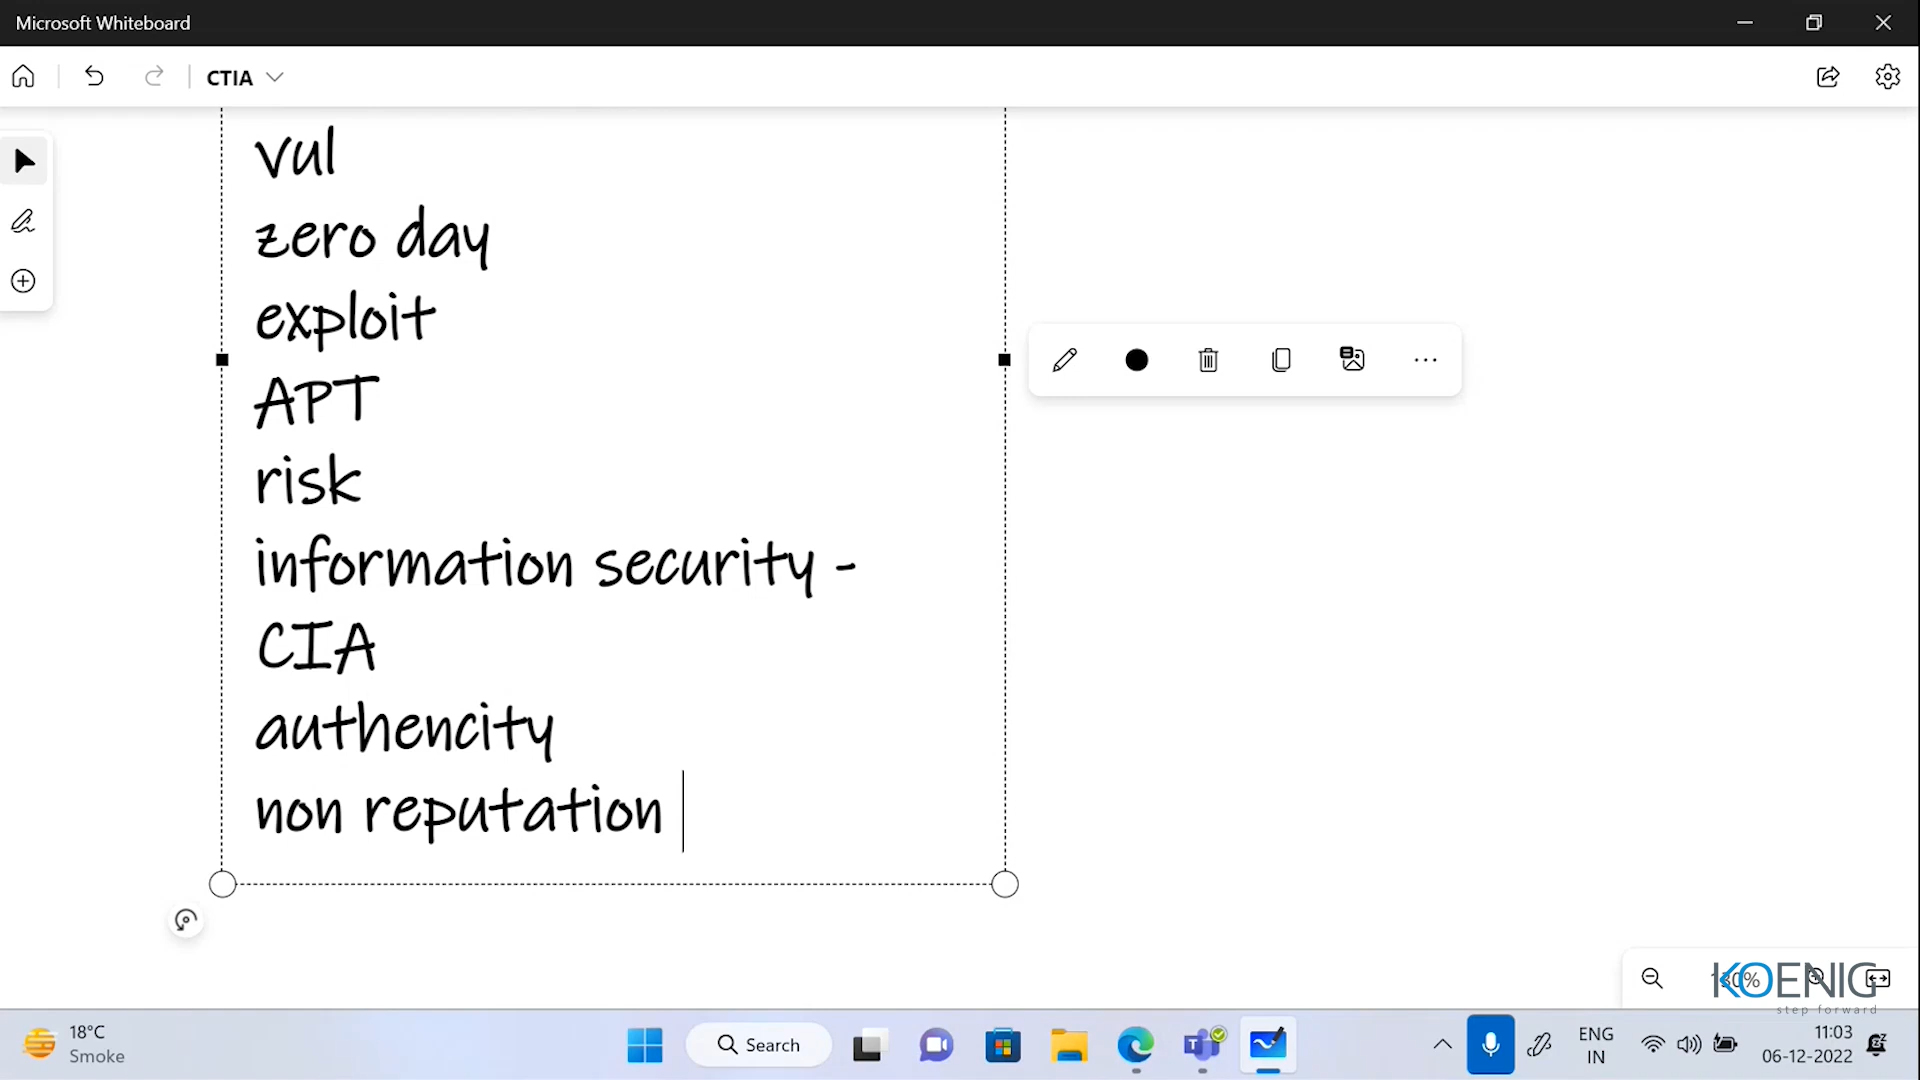 Microsoft Whiteboard
CTIA
vul
zero day
exploit
APT
risk
information security -
CIA
authencity
non reputation
KOENIG
step forward
18°C
Smoke
Search
ENG
IN
11:03
06-12-2022